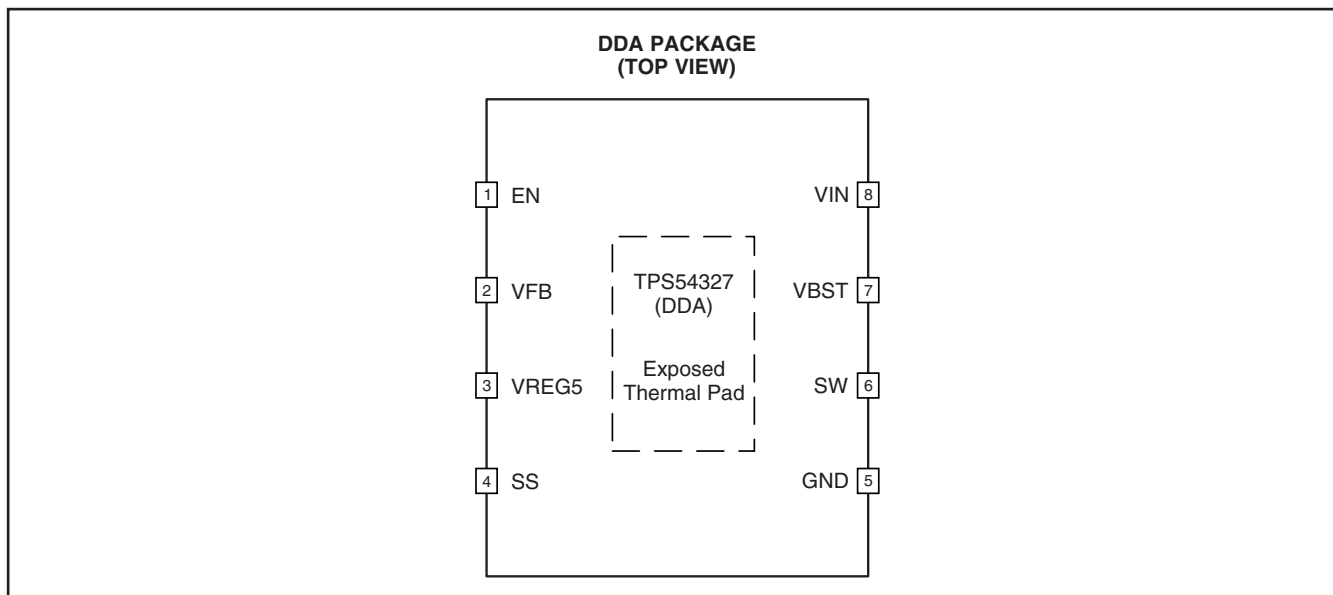 DDA PACKAGE
(TOP VIEW)
1 EN
VIN 8
TPS54327
(DDA)
2 VFB
VBST 7
Exposed
Thermal Pad
3 VREG5
SW 6
4 SS
GND 5